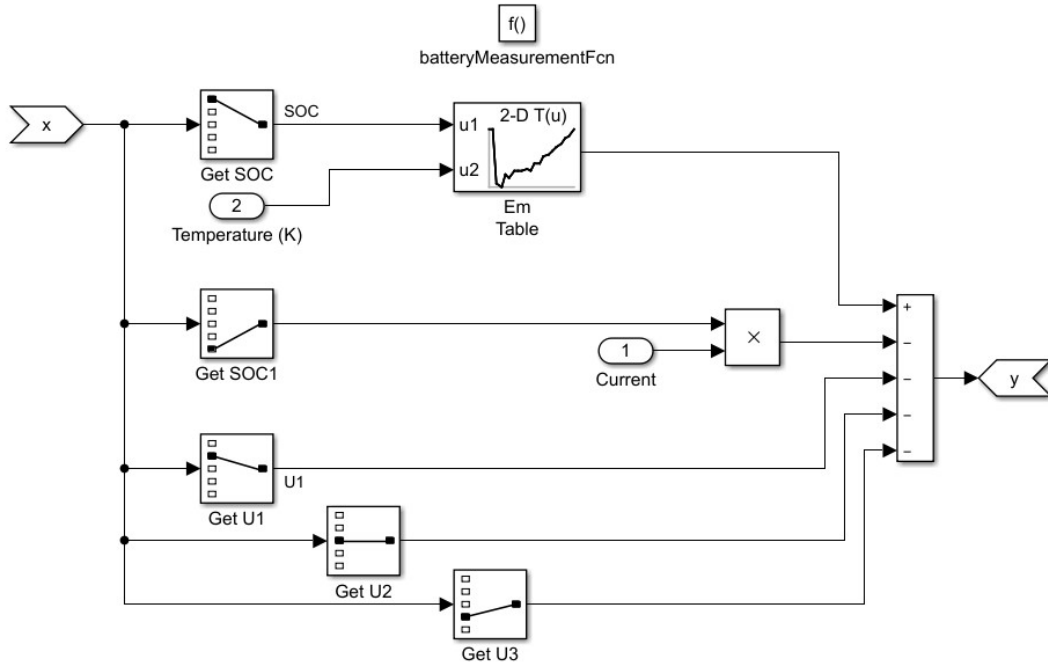 f()
batteryMeasurementFcn
x
SOC
Get SOC
2-D T(u)
u1
u2
Em
Table
2
Temperature (K)
+
Get SOC1
1
Current
×
−
−
y
U1
Get U1
−
−
Get U2
Get U3